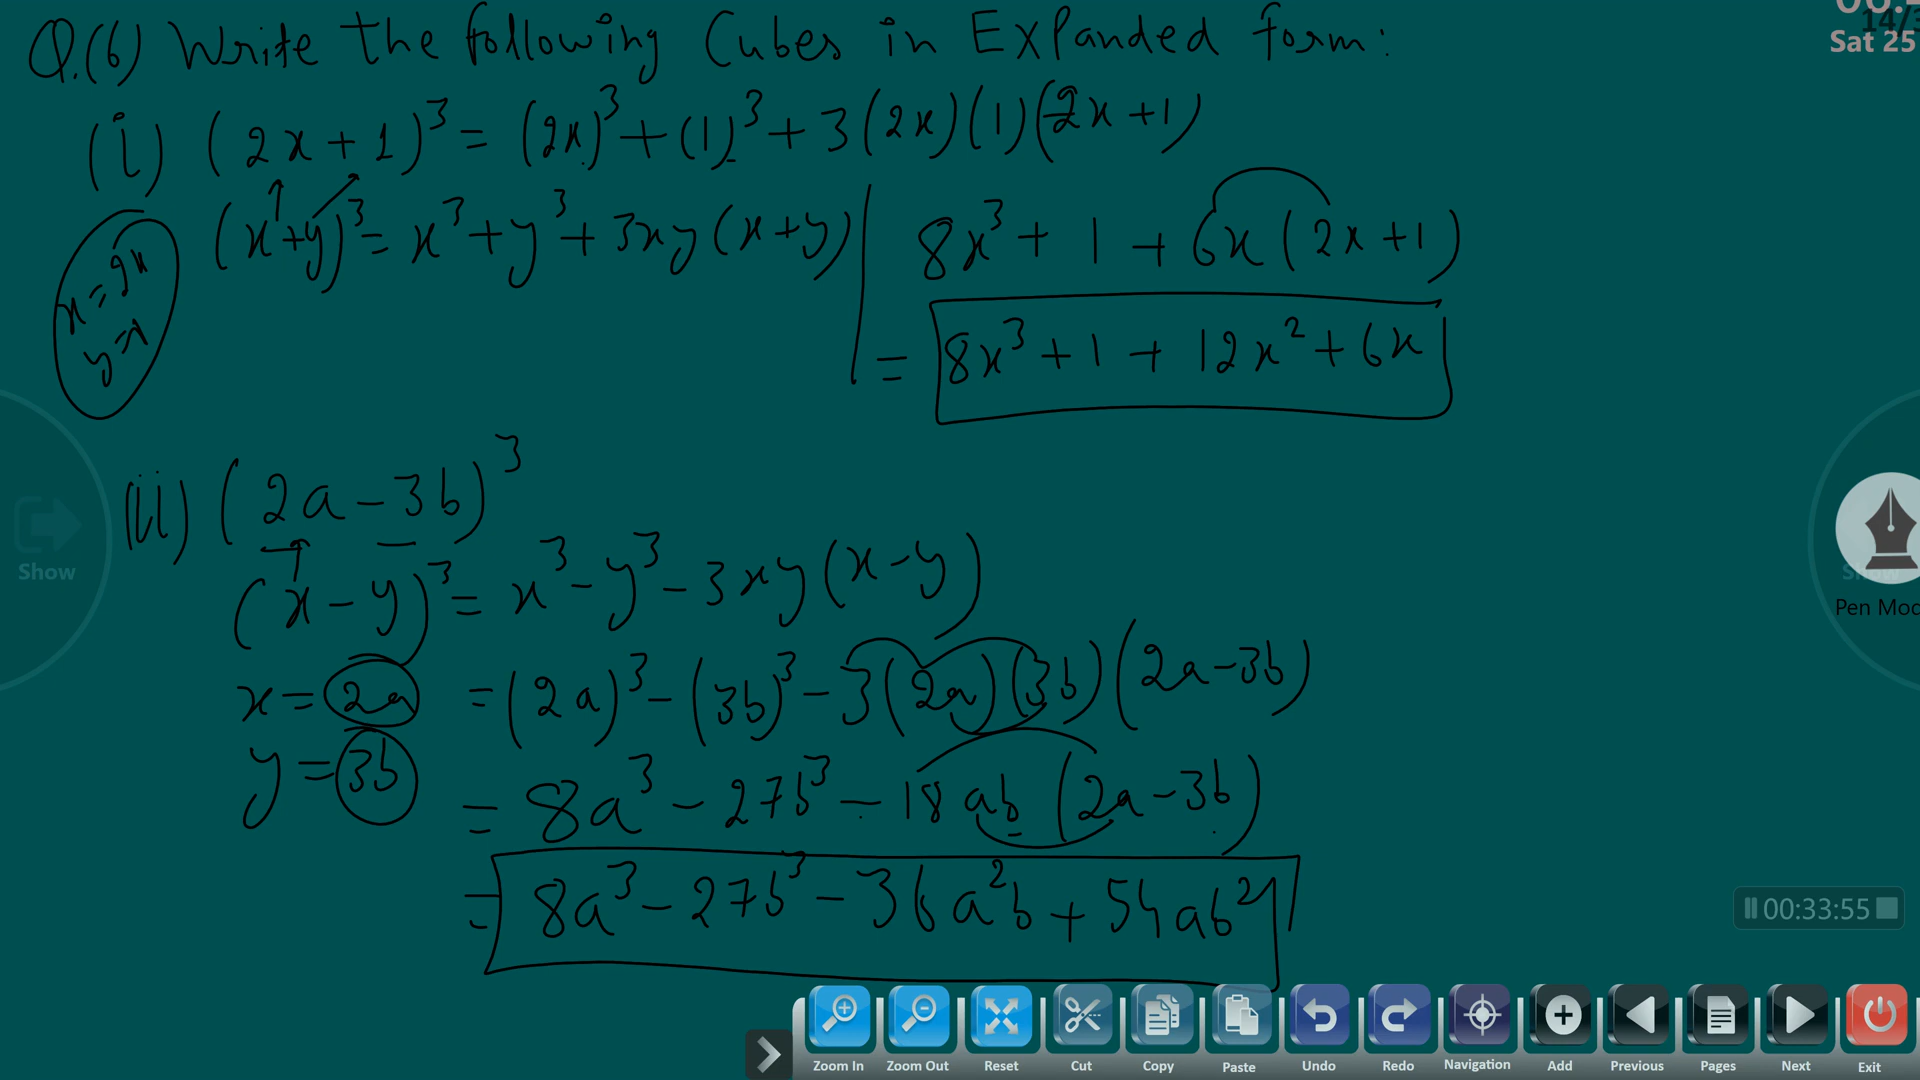 Q.(6) Write the following Cubes in Expanded form:
(i) (2x+1)³ = (2x)³+(1)³+3(2x)(1)(2x+1)
(x+y)³= x³+y³+3xy(x+y)
x=2x
8x³+1+6x(2x+1)
= 8x³+1+12x²+6x
(ii) (2a-3b)³
(x-y)³= x³-y³-3xy(x-y)
x=2a =(2a)³-(3b)³-3(2a)(3b)(2a-3b)
y=3b
= 8a³-27b³-18ab(2a-3b)
= 8a³-27b³-36a²b+54ab²
Sat 25
Show
Pen Mod
00:33:55
Zoom In Zoom Out Reset Cut Copy Paste Undo Redo Navigation Add Previous Pages Next Exit